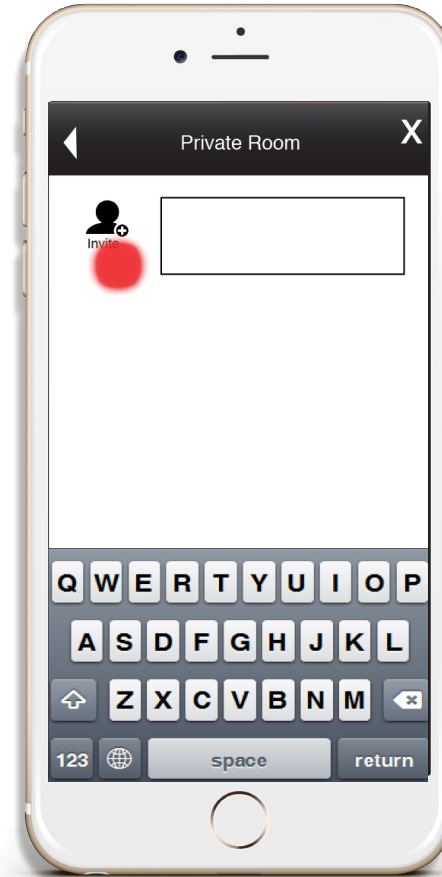 Private Room
X
Invite
Q W E R T Y U I O P
A S D F G H J K L
Z X C V B N M
123 space return